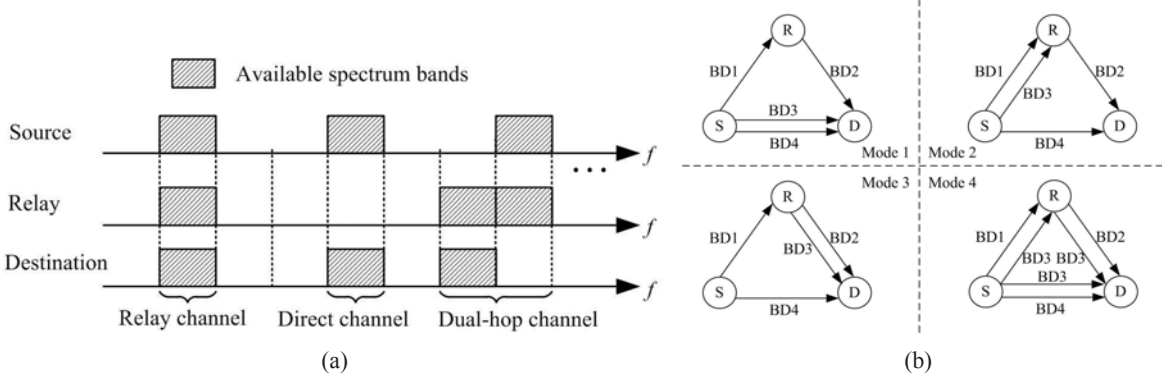 Available spectrum bands
Source
f
...
Relay
f
Destination
f
Relay channel
Direct channel
Dual-hop channel
(a)
R
BD1
BD2
BD3
S
D
BD4
Mode 1
R
BD1
BD2
BD3
S
D
BD4
Mode 2
Mode 3
R
BD1
BD2
BD3
S
D
BD4
Mode 4
R
BD1
BD2
BD3 BD3
BD3
S
D
BD4
(b)